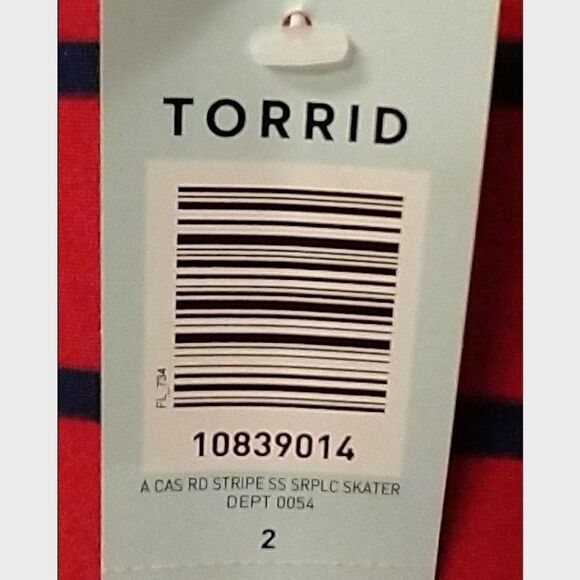 TORRID
FL_734
10839014
A CAS RD STRIPE SS SRPLC SKATER
DEPT 0054
2